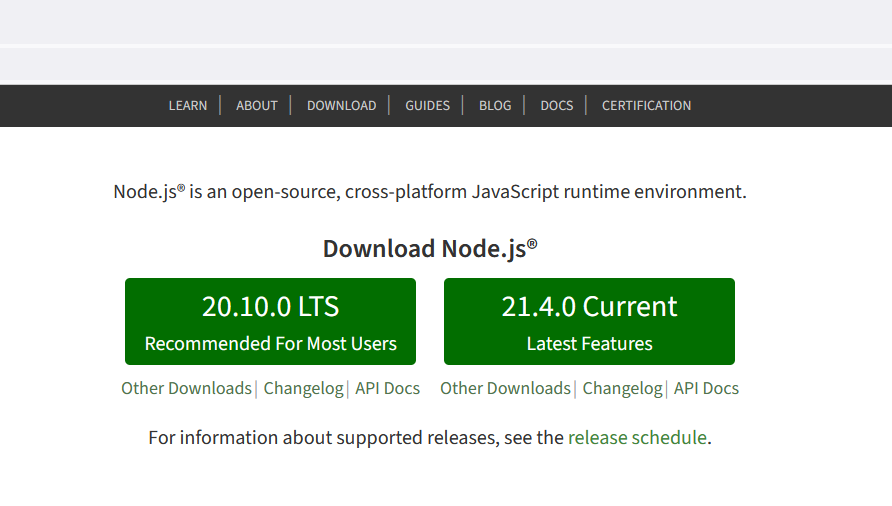 LEARN | ABOUT | DOWNLOAD | GUIDES | BLOG | DOCS | CERTIFICATION
Node.js® is an open-source, cross-platform JavaScript runtime environment.
Download Node.js®
20.10.0 LTS
Recommended For Most Users
Other Downloads | Changelog | API Docs
21.4.0 Current
Latest Features
Other Downloads | Changelog | API Docs
For information about supported releases, see the release schedule.